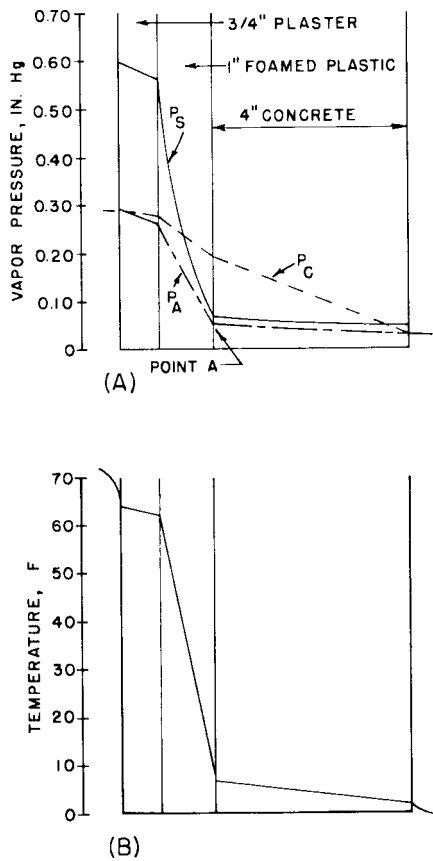 3/4" PLASTER
1" FOAMED PLASTIC
4" CONCRETE
VAPOR PRESSURE, IN. Hg
0.70
0.60
0.50
0.40
0.30
0.20
0.10
0
PS
PC
PA
POINT A
(A)
TEMPERATURE, F
70
60
50
40
30
20
10
0
(B)